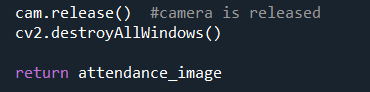 cam.release()  #camera is released
cv2.destroyAllWindows()
return attendance_image